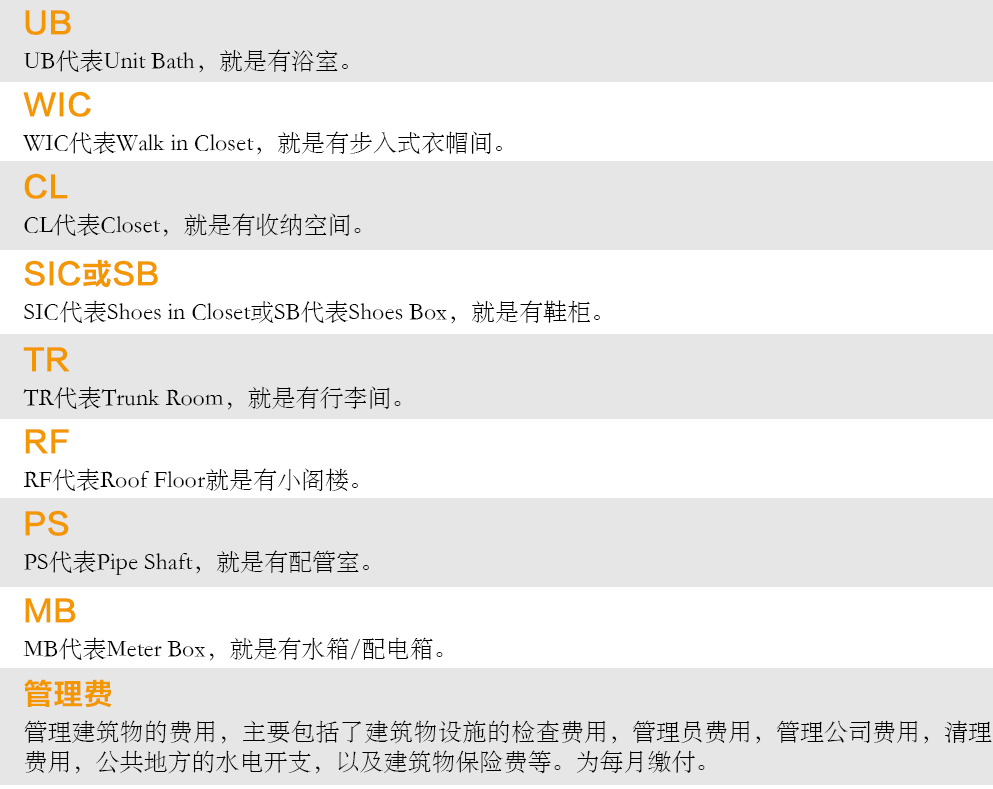 UB
UB代表Unit Bath，就是有浴室。
WIC
WIC代表Walk in Closet，就是有步入式衣帽间。
CL
CL代表Closet，就是有收纳空间。
SIC或SB
SIC代表Shoes in Closet或SB代表Shoes Box，就是有鞋柜。
TR
TR代表Trunk Room，就是有行李间。
RF
RF代表Roof Floor就是有小阁楼。
PS
PS代表Pipe Shaft，就是有配管室。
MB
MB代表Meter Box，就是有水箱/配电箱。
管理费
管理建筑物的费用，主要包括了建筑物设施的检查费用，管理员费用，管理公司费用，清理
费用，公共地方的水电开支，以及建筑物保险费等。为每月缴付。